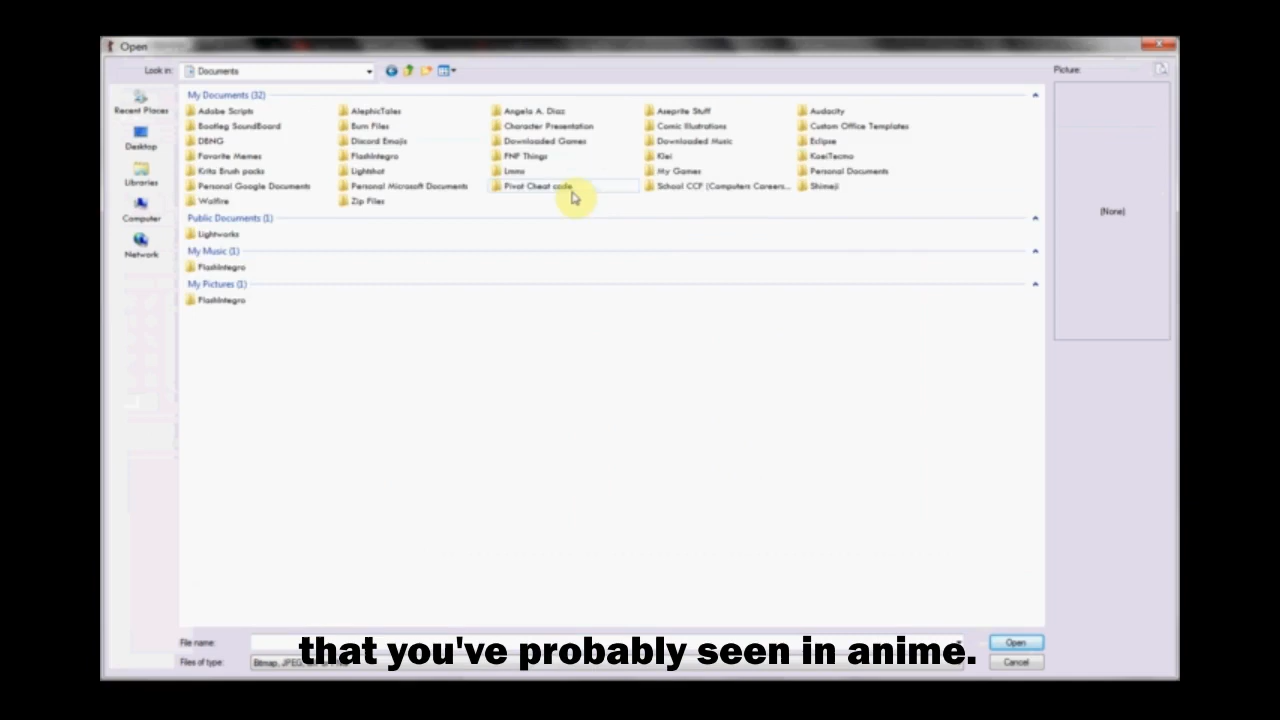 Open
Look in: Documents
Picture:
Recent Places
Desktop
Libraries
Computer
Network
My Documents (32)
Adobe Scripts AlephicTales Angela A. Diaz Aseprite Stuff Audacity
Bootleg SoundBoard Burn Files Character Presentation Comic Illustrations Custom Office Templates
DBNG Discord Emojis Downloaded Games Downloaded Music Eclipse
Favorite Memes FlashIntegro FNF Things Klei KoeiTecmo
Krita Brush packs Lightshot Lmms My Games Personal Documents
Personal Google Documents Personal Microsoft Documents Pivot Cheat code School CCF (Computers Careers... Shimeji
Wolfire Zip Files
Public Documents (1)
Lightworks
My Music (1)
FlashIntegro
My Pictures (1)
FlashIntegro
(None)
File name: Open
Files of type: Bitmap, JPEG, Cancel
that you've probably seen in anime.